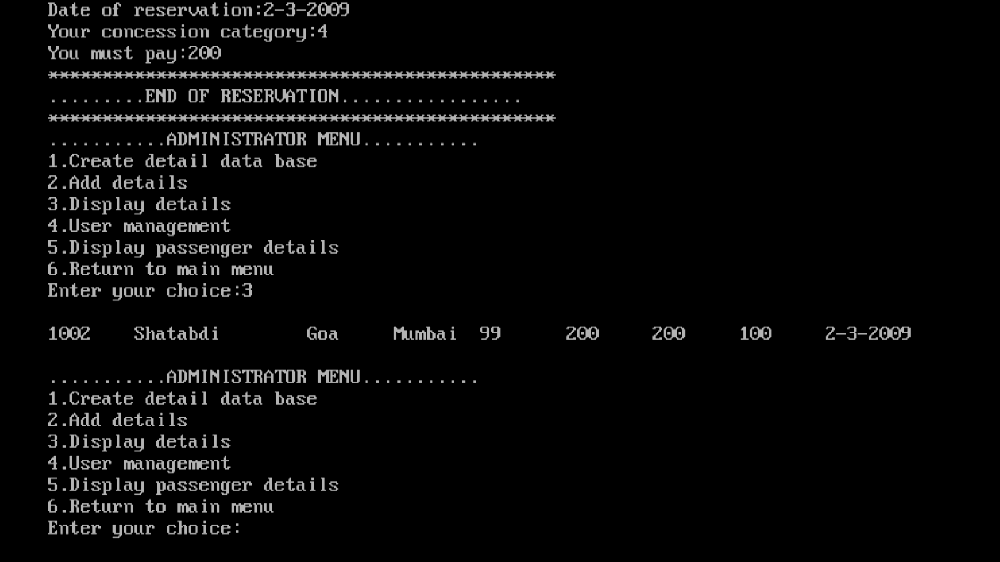 Date of reservation:2-3-2009
Your concession category:4
You must pay:200
***********************************************
.........END OF RESERVATION.................
***********************************************
...........ADMINISTRATOR MENU...........
1.Create detail data base
2.Add details
3.Display details
4.User management
5.Display passenger details
6.Return to main menu
Enter your choice:3
1002    Shatabdi        Goa     Mumbai  99      200     200     100     2-3-2009
...........ADMINISTRATOR MENU...........
1.Create detail data base
2.Add details
3.Display details
4.User management
5.Display passenger details
6.Return to main menu
Enter your choice: